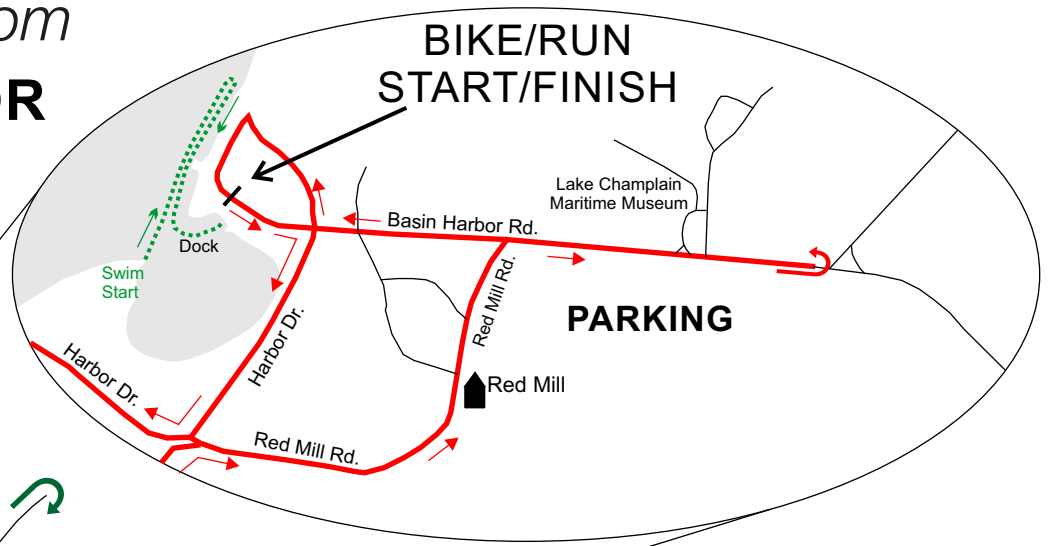 om
OR
BIKE/RUN
START/FINISH
Lake Champlain
Maritime Museum
Basin Harbor Rd.
Dock
Swim
Start
Red Mill Rd.
PARKING
Harbor Dr.
Harbor Dr.
Red Mill
Red Mill Rd.